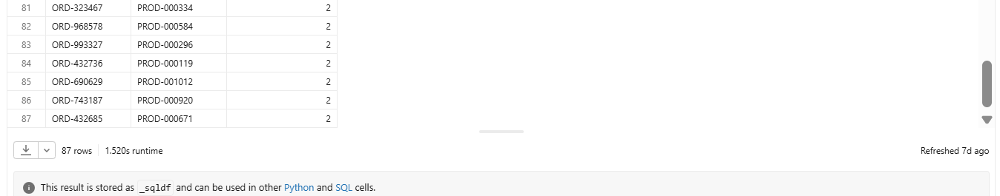 81 ORD-323467 PROD-000334 2
82 ORD-968578 PROD-000584 2
83 ORD-993327 PROD-000296 2
84 ORD-432736 PROD-000119 2
85 ORD-690629 PROD-001012 2
86 ORD-743187 PROD-000920 2
87 ORD-432685 PROD-000671 2
87 rows 1.520s runtime Refreshed 7d ago
This result is stored as _sqldf and can be used in other Python and SQL cells.